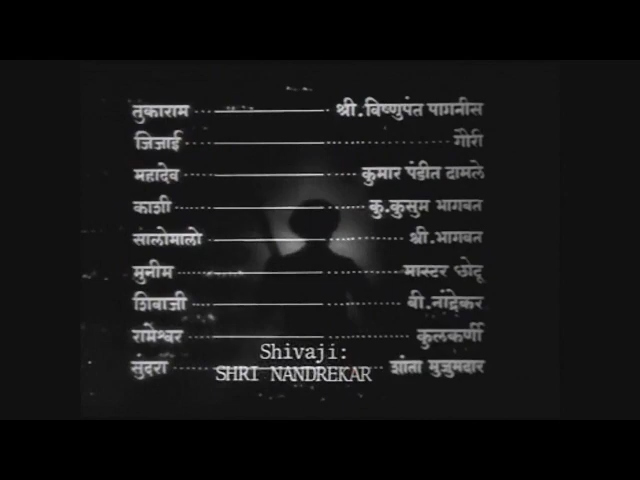 तुकाराम श्री.विष्णुपंत पागनीस
जिजाई गौरी
महादेव कुमार पंडीत दामले
काशी कु.कुसुम भागवत
सालोमालो श्री.भागवत
मुनीम मास्टर छोटू
शिवाजी बी.नांद्रेकर
रामेश्वर कुलकर्णी
Shivaji:
सुंदरा शांता मुजुमदार
SHRI NANDREKAR